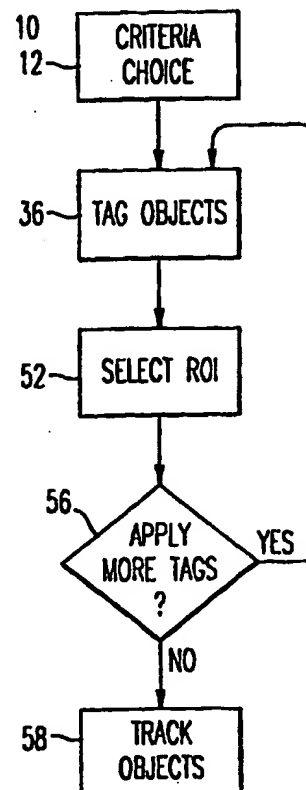 10
12
CRITERIA
CHOICE
36
TAG OBJECTS
52
SELECT ROI
56
APPLY
MORE TAGS
?
YES
NO
58
TRACK
OBJECTS